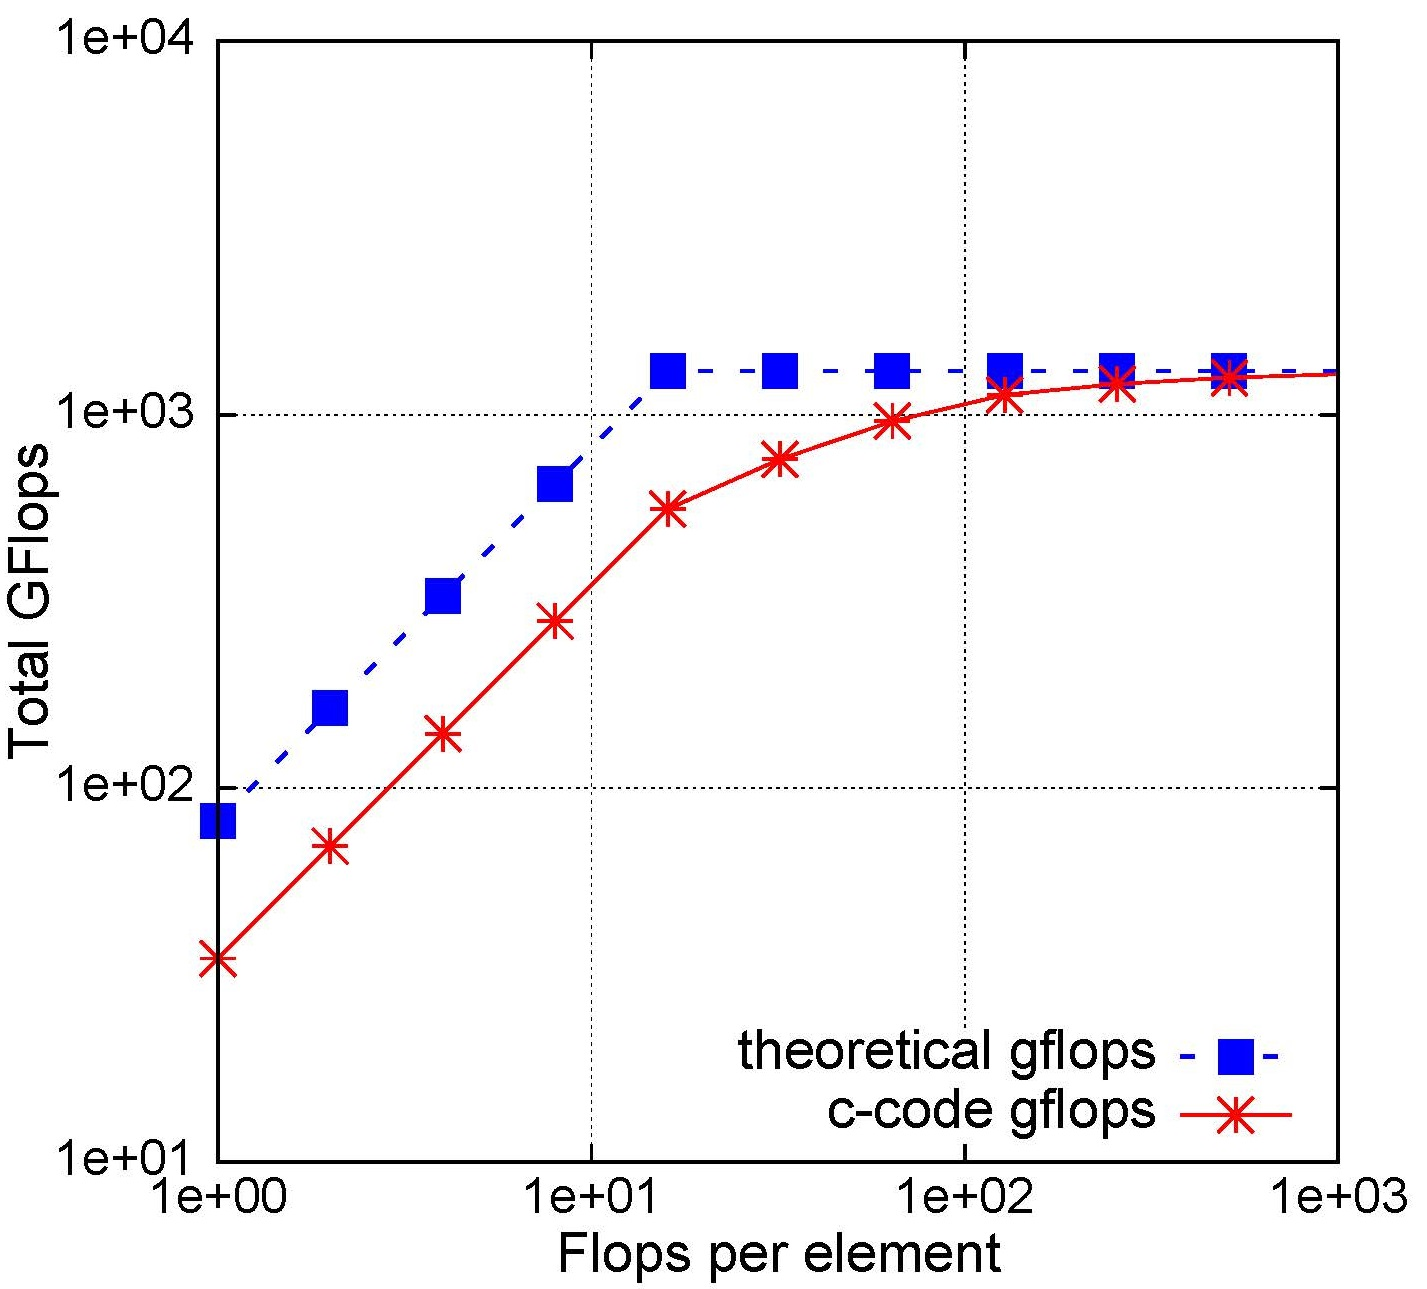 1e+04
1e+03
1e+02
1e+01
Total GFlops
theoretical gflops
c-code gflops
1e+00 1e+01 1e+02 1e+03
Flops per element